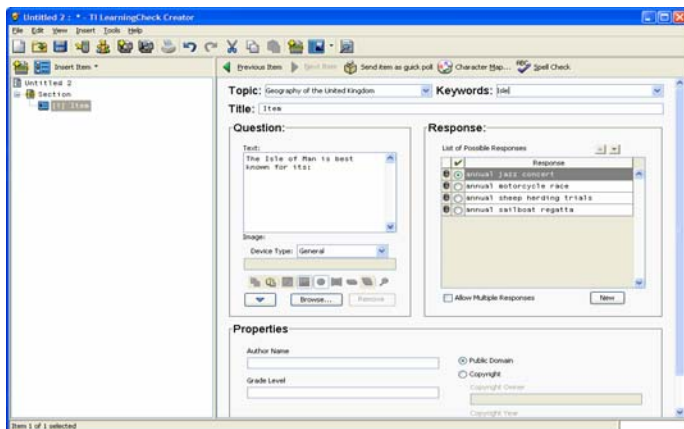 Untitled 2 : * - TI LearningCheck Creator
File Edit View Insert Tools Help
Insert Item
Previous Item Next Item Send item as quick poll Character Map... Spell Check
Untitled 2
Section
[1] Item
Topic: Geography of the United Kingdom Keywords: Isle
Title: Item
Question:
Text:
The Isle of Man is best
known for its:
Image:
Device Type: General
Browse... Remove
Response:
List of Possible Responses
Response
annual jazz concert
annual motorcycle race
annual sheep herding trials
annual sailboat regatta
Allow Multiple Responses New
Properties
Author Name
Grade Level
Public Domain
Copyright
Copyright Owner
Copyright Year
Item 1 of 1 selected